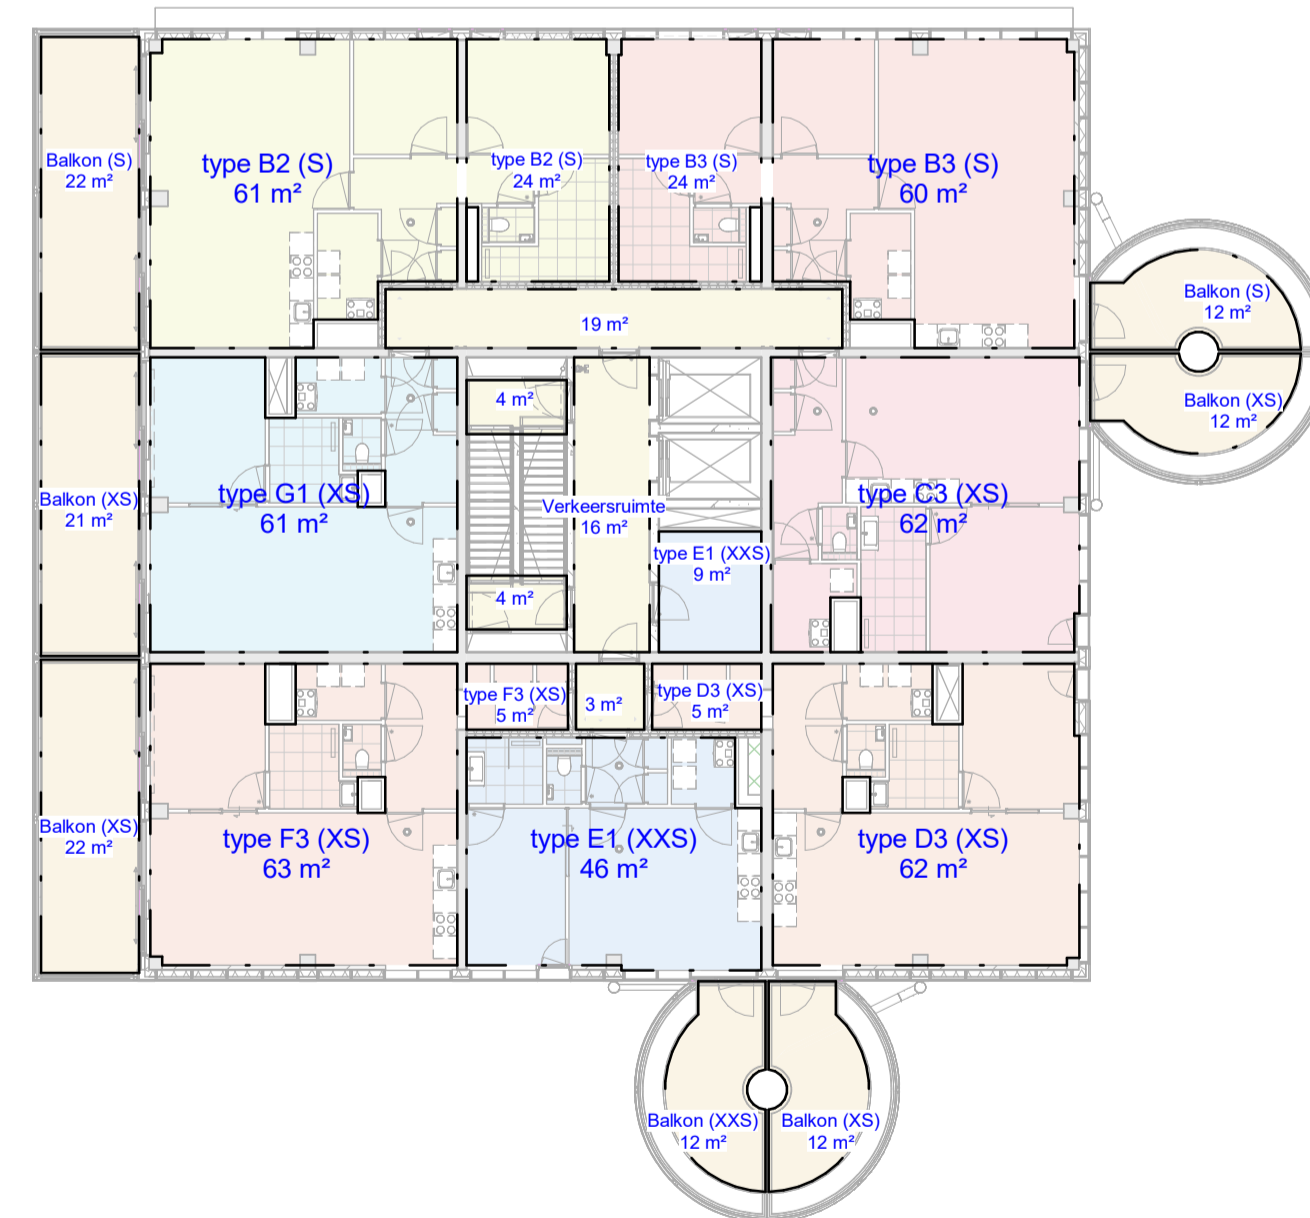 Balkon (S)
22 m²
type B2 (S)
61 m²
type B2 (S)
24 m²
type B3 (S)
24 m²
type B3 (S)
60 m²
Balkon (S)
12 m²
19 m²
Balkon (XS)
12 m²
4 m²
Balkon (XS)
21 m²
type G1 (XS)
61 m²
Verkeersruimte
16 m²
type C3 (XS)
62 m²
type E1 (XXS)
9 m²
4 m²
type F3 (XS)
5 m²
3 m²
type D3 (XS)
5 m²
Balkon (XS)
22 m²
type F3 (XS)
63 m²
type E1 (XXS)
46 m²
type D3 (XS)
62 m²
Balkon (XXS)
12 m²
Balkon (XS)
12 m²